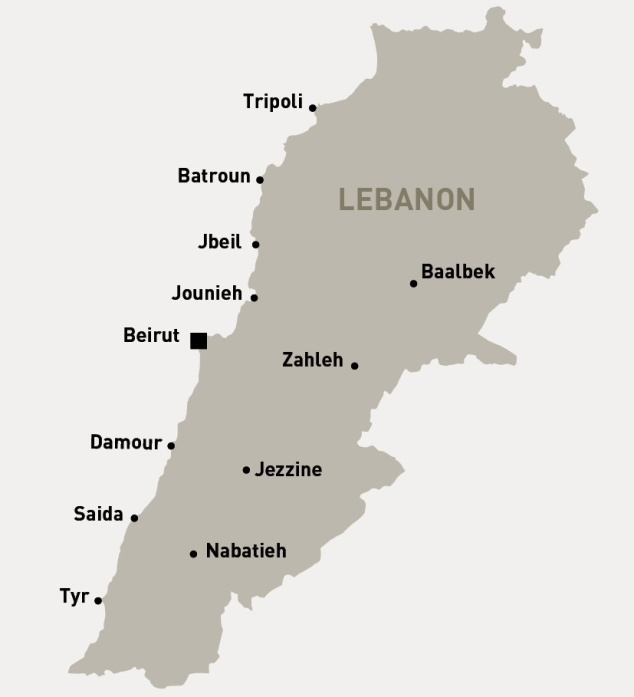 Tripoli
Batroun
LEBANON
Jbeil
Baalbek
Jounieh
Beirut
Zahleh
Damour
Jezzine
Saida
Nabatieh
Tyr